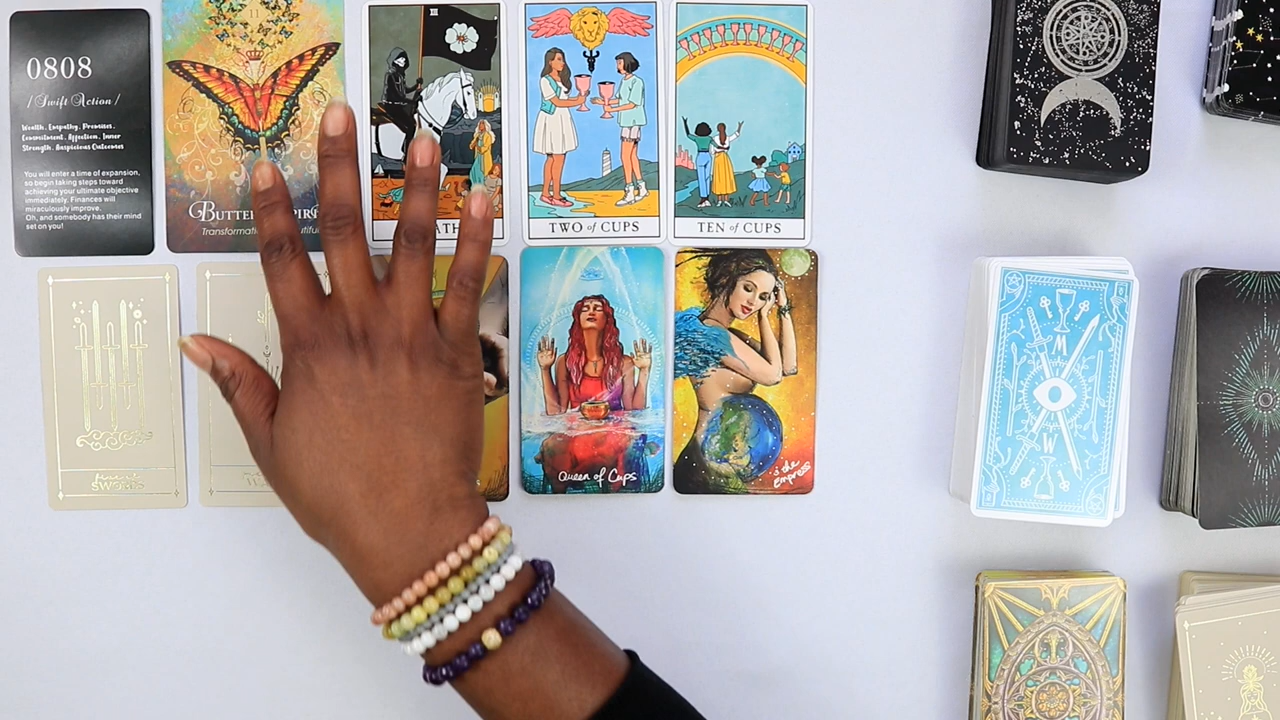 0808
/ Swift Action /
Wealth, Empathy, Promises,
Commitment, Affection, Inner
Strength, Auspicious Outcomes
You will enter a time of expansion,
so begin taking steps toward
achieving your ultimate objective
immediately. Finances will
miraculously improve.
Oh, and somebody has their mind
set on you!
TWO of CUPS
TEN of CUPS
SWORDS
Queen of Cups
the
Empress
M
W